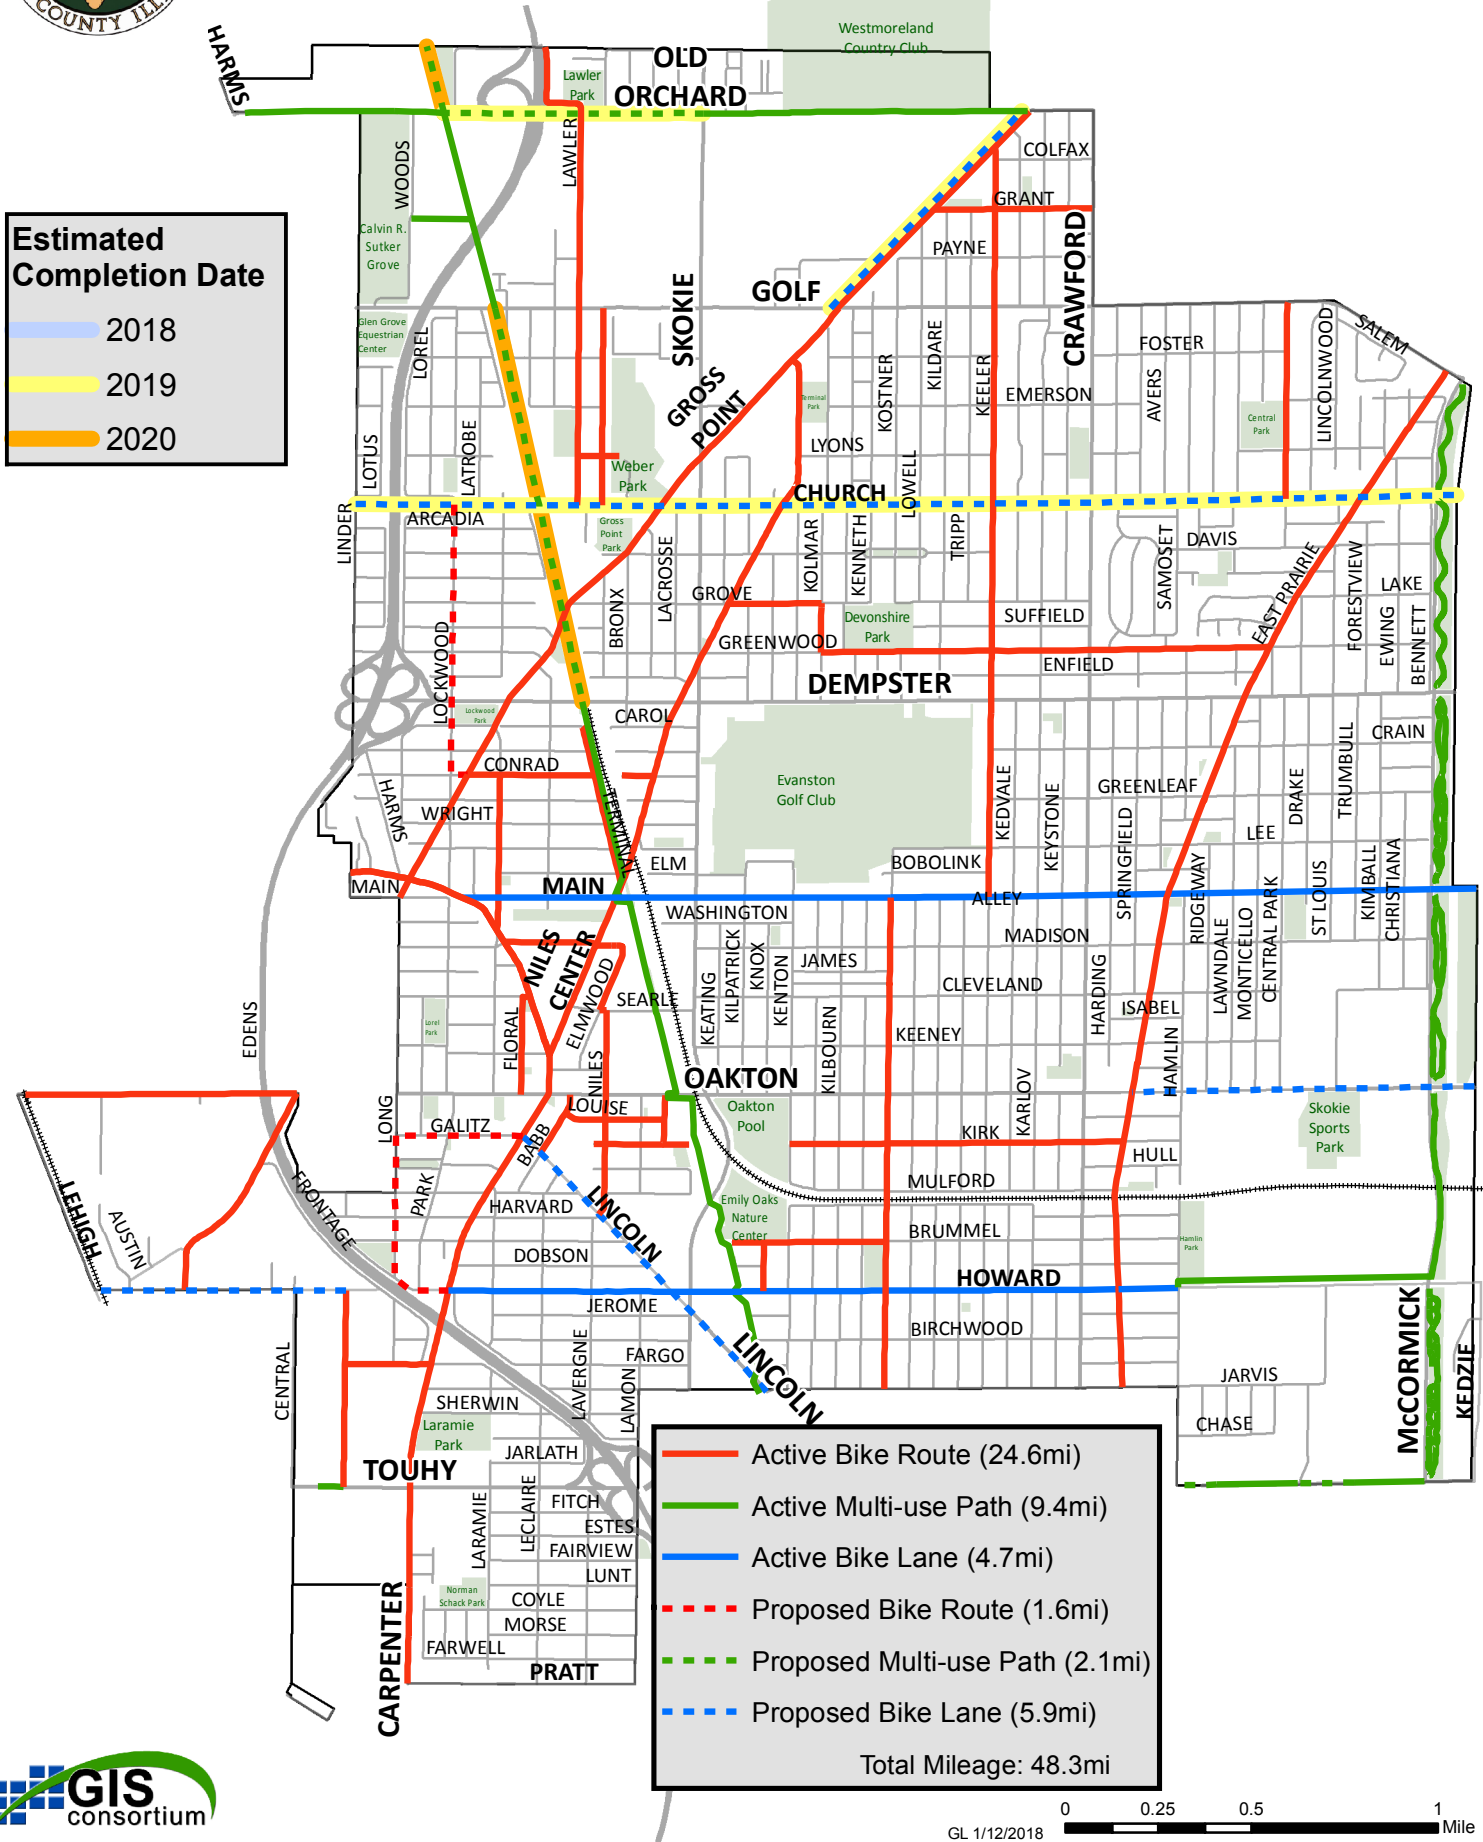 COUNTY ILL
HARMS
OLD
ORCHARD
Westmoreland
Country Club
Lawler
Park
LAWLER
WOODS
COLFAX
GRANT
PAYNE
CRAWFORD
Calvin R.
Sutker
Grove
Estimated
Completion Date
2018
2019
2020
GOLF
SKOKIE
Glen Grove
Equestrian
Center
LOREL
GROSS
POINT
KOSTNER
KILDARE
KEELER
EMERSON
FOSTER
AVERS
LINCOLNWOOD
SALEM
Terminal
Park
Central
Park
LOTUS
LATROBE
LYONS
LOWELL
Weber
Park
CHURCH
LINDER
ARCADIA
Gross
Point
Park
LACROSSE
KOLMAR
KENNETH
TRIPP
SAMOSET
DAVIS
EAST PRAIRIE
FORESTVIEW
LAKE
EWING
BENNETT
BRONX
GROVE
GREENWOOD
Devonshire
Park
SUFFIELD
ENFIELD
LOCKWOOD
DEMPSTER
Lockwood
Park
CAROL
CRAIN
TRUMBULL
CONRAD
HARMS
WRIGHT
TERMINAL
Evanston
Golf Club
KEDVALE
KEYSTONE
GREENLEAF
SPRINGFIELD
DRAKE
LEE
ELM
BOBOLINK
MAIN
MAIN
ALLEY
WASHINGTON
RIDGEWAY
LAWNDALE
MONTICELLO
CENTRAL PARK
ST LOUIS
KIMBALL
CHRISTIANA
NILES
CENTER
MADISON
JAMES
KILPATRICK
KNOX
KENTON
KEATING
ELMWOOD
SEARLE
CLEVELAND
HARDING
ISABEL
EDENS
Lorel
Park
FLORAL
NILES
KILBOURN
KEENEY
HAMLIN
OAKTON
KARLOV
LONG
GALITZ
LOUISE
BABB
Oakton
Pool
KIRK
HULL
Skokie
Sports
Park
LEHIGH
AUSTIN
FRONTAGE
PARK
HARVARD
LINCOLN
Emily Oaks
Nature
Center
MULFORD
BRUMMEL
Hamlin
Park
DOBSON
HOWARD
JEROME
BIRCHWOOD
CENTRAL
LAVERGNE
FARGO
LAMON
LINCOLN
McCORMICK
KEDZIE
JARVIS
CHASE
SHERWIN
Laramie
Park
JARLATH
TOUHY
LARAMIE
LECLAIRE
FITCH
ESTES
FAIRVIEW
LUNT
Norman
Schack Park
COYLE
MORSE
FARWELL
PRATT
CARPENTER
Active Bike Route (24.6mi)
Active Multi-use Path (9.4mi)
Active Bike Lane (4.7mi)
Proposed Bike Route (1.6mi)
Proposed Multi-use Path (2.1mi)
Proposed Bike Lane (5.9mi)
Total Mileage: 48.3mi
GIS
consortium
GL 1/12/2018
0 0.25 0.5 1
Mile